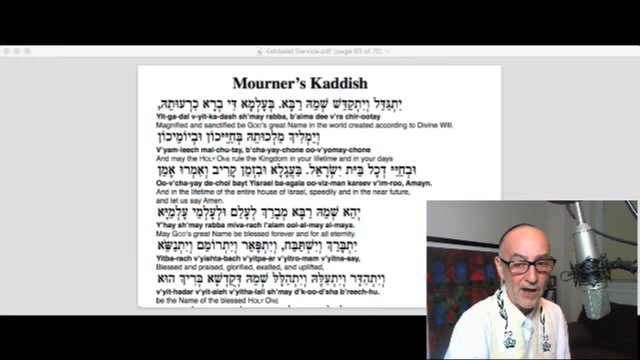 Kabbalat Service.pdf (page 63 of 70)
Mourner's Kaddish
יִתְגַּדַּל וְיִתְקַדַּשׁ שְׁמֵהּ רַבָּא. בְּעָלְמָא דִּי בְרָא כִרְעוּתֵהּ,
Yit-ga-dal v-yit-ka-dash sh'may rabba, b'alma dee v'ra chir-ootay
Magnified and sanctified be GOD's great Name in the world created according to Divine Will.
וְיַמְלִיךְ מַלְכוּתֵהּ בְּחַיֵּיכוֹן וּבְיוֹמֵיכוֹן
V'yam-leech mal-chu-tay, b'cha-yay-chone oo-v'yomay-chone
And may the HOLY ONE rule the Kingdom in your lifetime and in your days
וּבְחַיֵּי דְכָל בֵּית יִשְׂרָאֵל. בַּעֲגָלָא וּבִזְמַן קָרִיב וְאִמְרוּ אָמֵן
Oo-v'cha-yay de-chol bayt Yisrael ba-agala oo-viz-man kareev v'im-roo, Amayn.
And in the lifetime of the entire house of Israel, speedily and in the near future,
and let us say Amen.
יְהֵא שְׁמֵהּ רַבָּא מְבָרַךְ לְעָלַם וּלְעָלְמֵי עָלְמַיָּא
Y'hay sh'may rabba miva-rach l'alam ool-al-may al-maya.
May GOD's great Name be blessed forever and for all eternity.
יִתְבָּרַךְ וְיִשְׁתַּבַּח, וְיִתְפָּאַר וְיִתְרוֹמַם וְיִתְנַשֵּׂא
Yitba-rach v'yishta-bach v'yitpa-ar v'yitro-mam v'yitna-say,
Blessed and praised, glorified, exalted, and uplifted,
וְיִתְהַדָּר וְיִתְעַלֶּה וְיִתְהַלָּל שְׁמֵהּ דְּקֻדְשָׁא בְּרִיךְ הוּא
v'yit-hadar v'yit-aleh v'yitha-lall sh'may d'k-oo-d'sha b'reech-hu.
be the Name of the blessed HOLY ONE